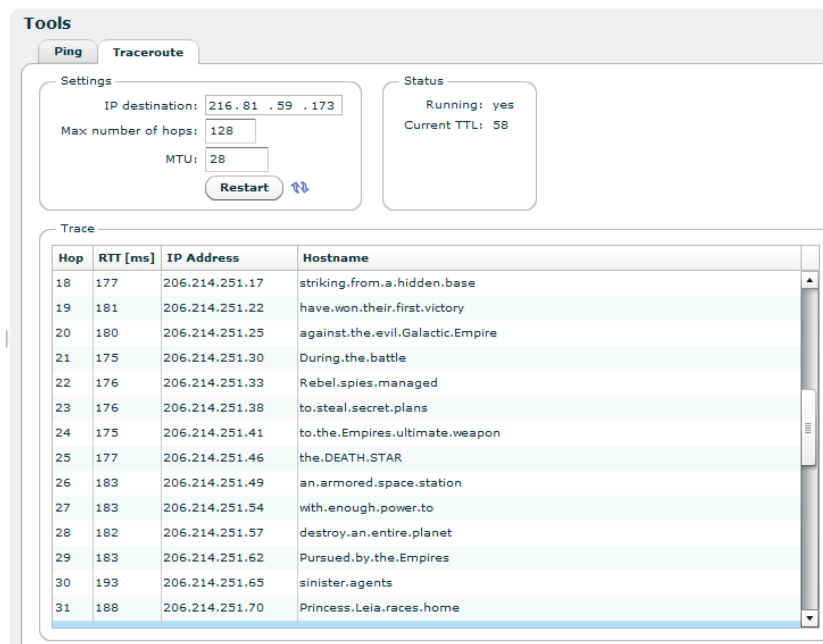 Tools
Ping Traceroute
Settings
IP destination: 216. 81 .59 .173
Max number of hops: 128
MTU: 28
Restart
Status
Running: yes
Current TTL: 58
Trace
Hop RTT [ms] IP Address Hostname
18 177 206.214.251.17 striking.from.a.hidden.base
19 181 206.214.251.22 have.won.their.first.victory
20 180 206.214.251.25 against.the.evil.Galactic.Empire
21 175 206.214.251.30 During.the.battle
22 176 206.214.251.33 Rebel.spies.managed
23 176 206.214.251.38 to.steal.secret.plans
24 175 206.214.251.41 to.the.Empires.ultimate.weapon
25 177 206.214.251.46 the.DEATH.STAR
26 183 206.214.251.49 an.armored.space.station
27 183 206.214.251.54 with.enough.power.to
28 182 206.214.251.57 destroy.an.entire.planet
29 183 206.214.251.62 Pursued.by.the.Empires
30 193 206.214.251.65 sinister.agents
31 188 206.214.251.70 Princess.Leia.races.home